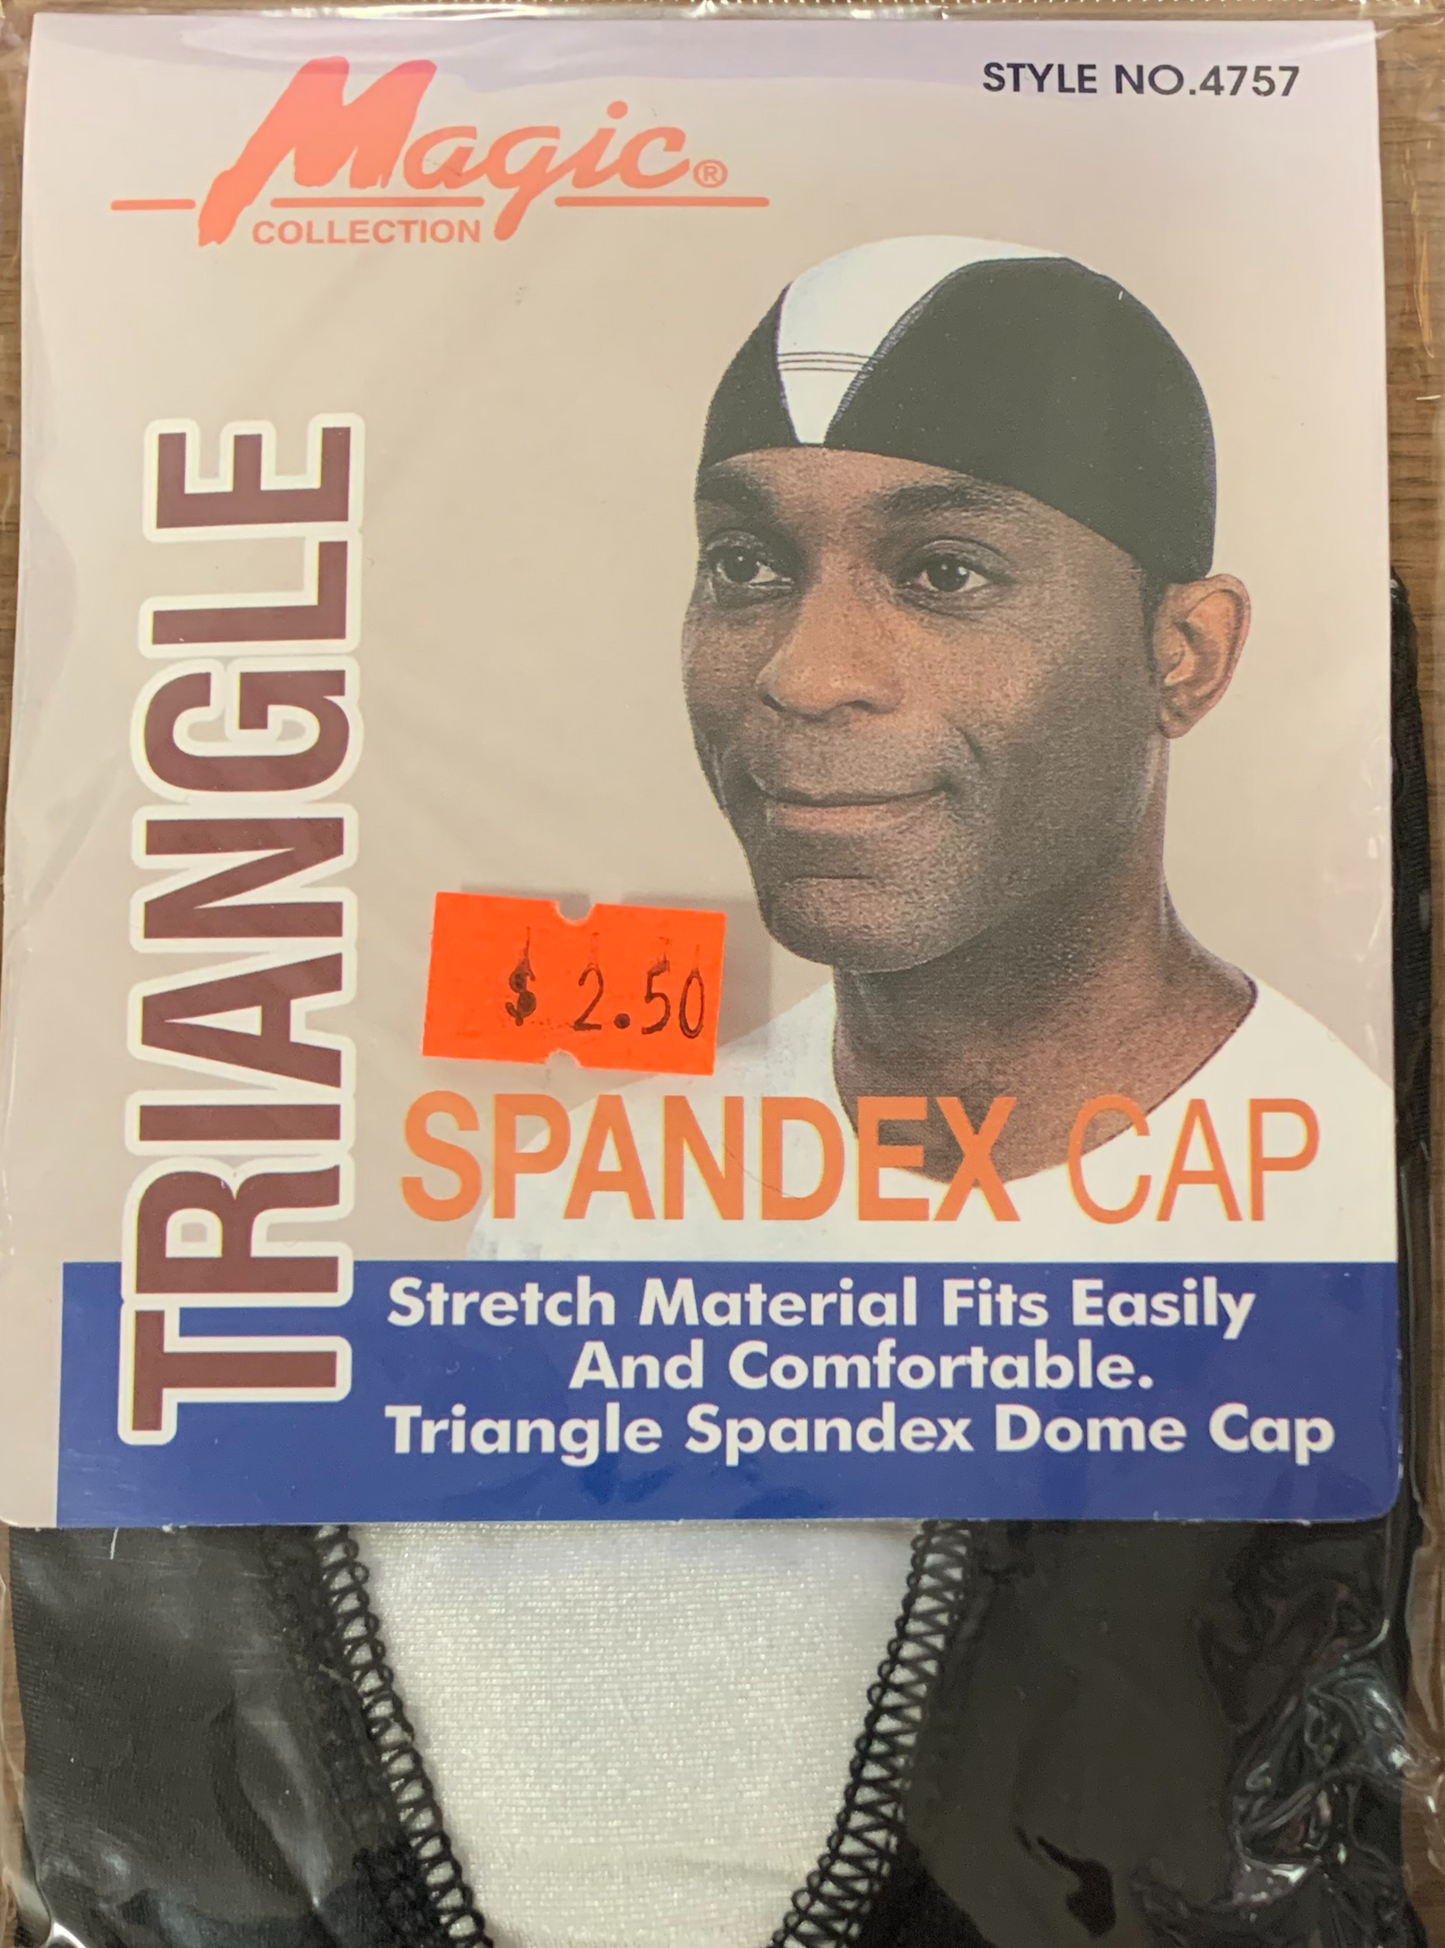 Magic®
COLLECTION
STYLE NO.4757
TRIANGLE
$ 2.50
SPANDEX CAP
Stretch Material Fits Easily
And Comfortable.
Triangle Spandex Dome Cap